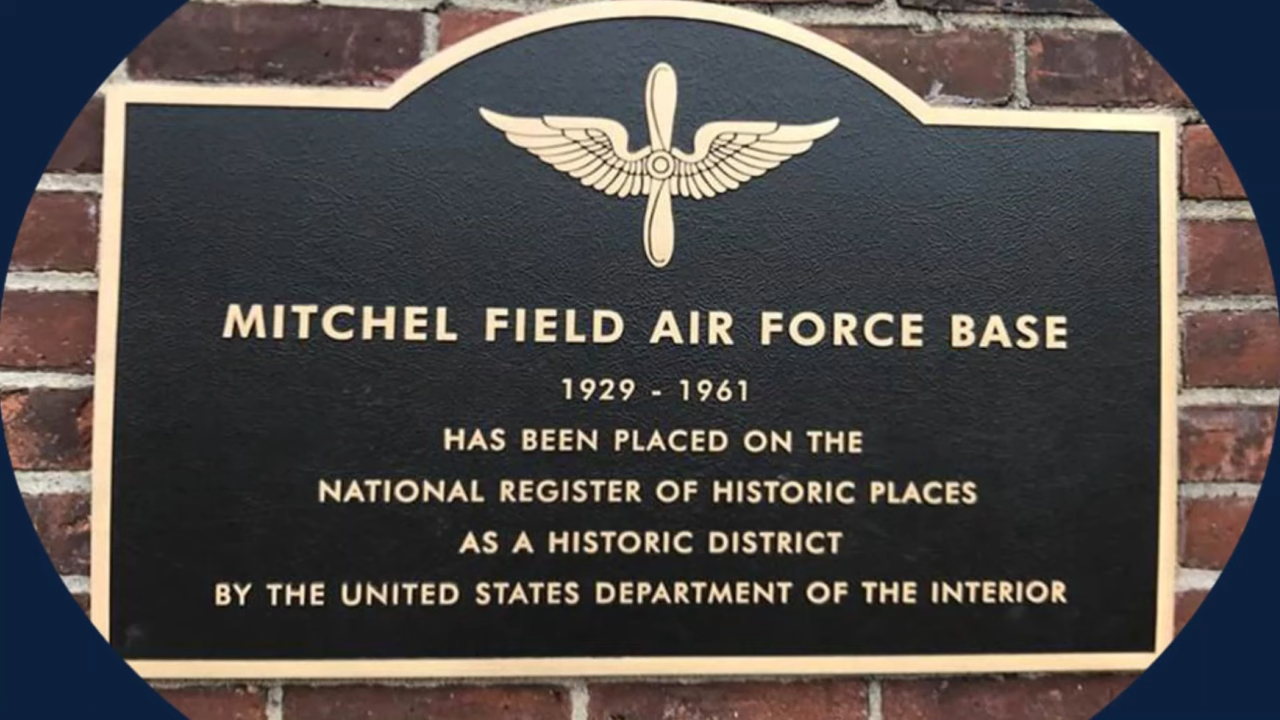 MITCHEL FIELD AIR FORCE BASE
1929 - 1961
HAS BEEN PLACED ON THE
NATIONAL REGISTER OF HISTORIC PLACES
AS A HISTORIC DISTRICT
BY THE UNITED STATES DEPARTMENT OF THE INTERIOR